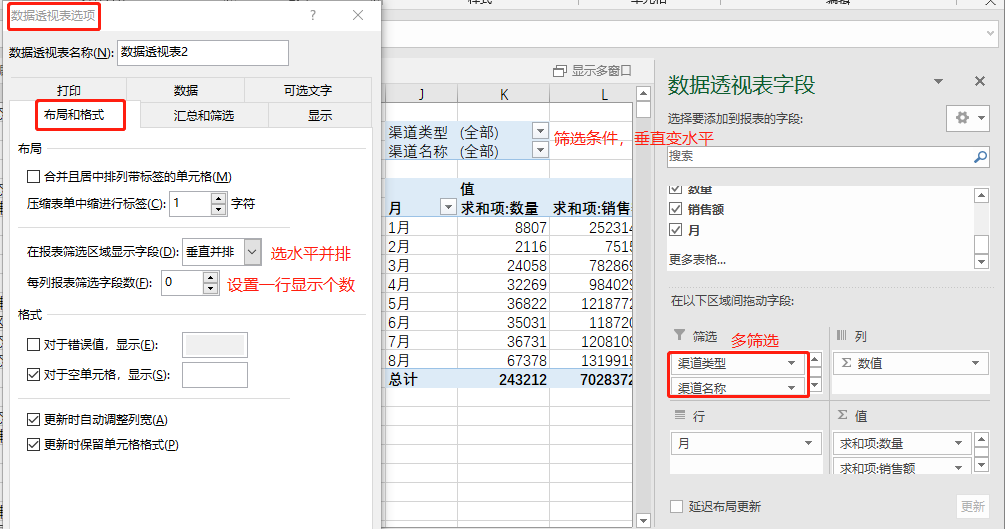 样式
单元格
编辑
数据透视表选项
? ×
数据透视表名称(N): 数据透视表2
打印 数据 可选文字
布局和格式 汇总和筛选 显示
布局
合并且居中排列带标签的单元格(M)
压缩表单中缩进行标签(C): 1 字符
在报表筛选区域显示字段(D): 垂直并排
选水平并排
每列报表筛选字段数(F): 0
设置一行显示个数
格式
对于错误值，显示(E):
对于空单元格，显示(S):
更新时自动调整列宽(A)
更新时保留单元格格式(P)
显示多窗口
J K L
渠道类型 (全部)
渠道名称 (全部)
筛选条件，垂直变水平
值
月 求和项:数量 求和项:销售
1月 8807 252314
2月 2116 7515
3月 24058 782869
4月 32269 984029
5月 36822 1218772
6月 35031 118720
7月 36731 1208109
8月 67378 1319915
总计 243212 7028372
数据透视表字段
选择要添加到报表的字段:
搜索
数量
销售额
月
更多表格...
在以下区域间拖动字段:
筛选
多筛选
渠道类型
渠道名称
列
Σ 数值
行
月
Σ 值
求和项:数量
求和项:销售额
延迟布局更新
更新